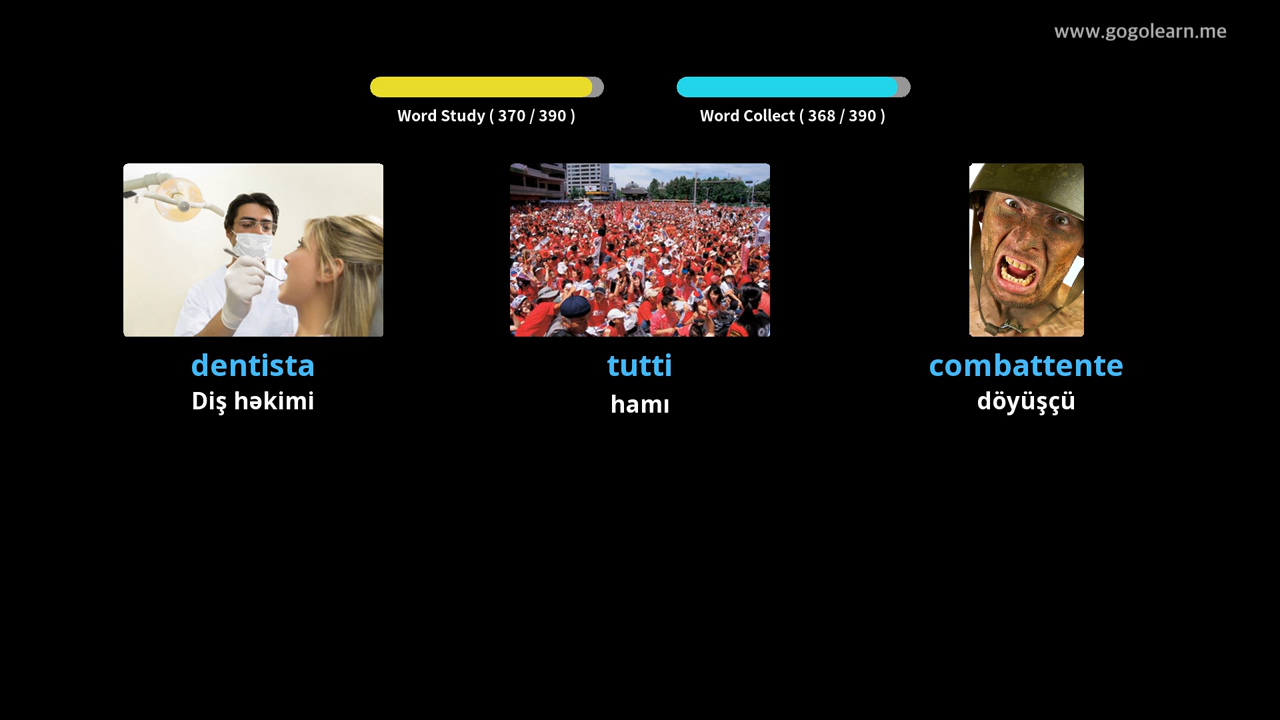 www.gogolearn.me
Word Study ( 370 / 390 )
Word Collect ( 368 / 390 )
dentista
Diş həkimi
tutti
hamı
combattente
döyüşçü